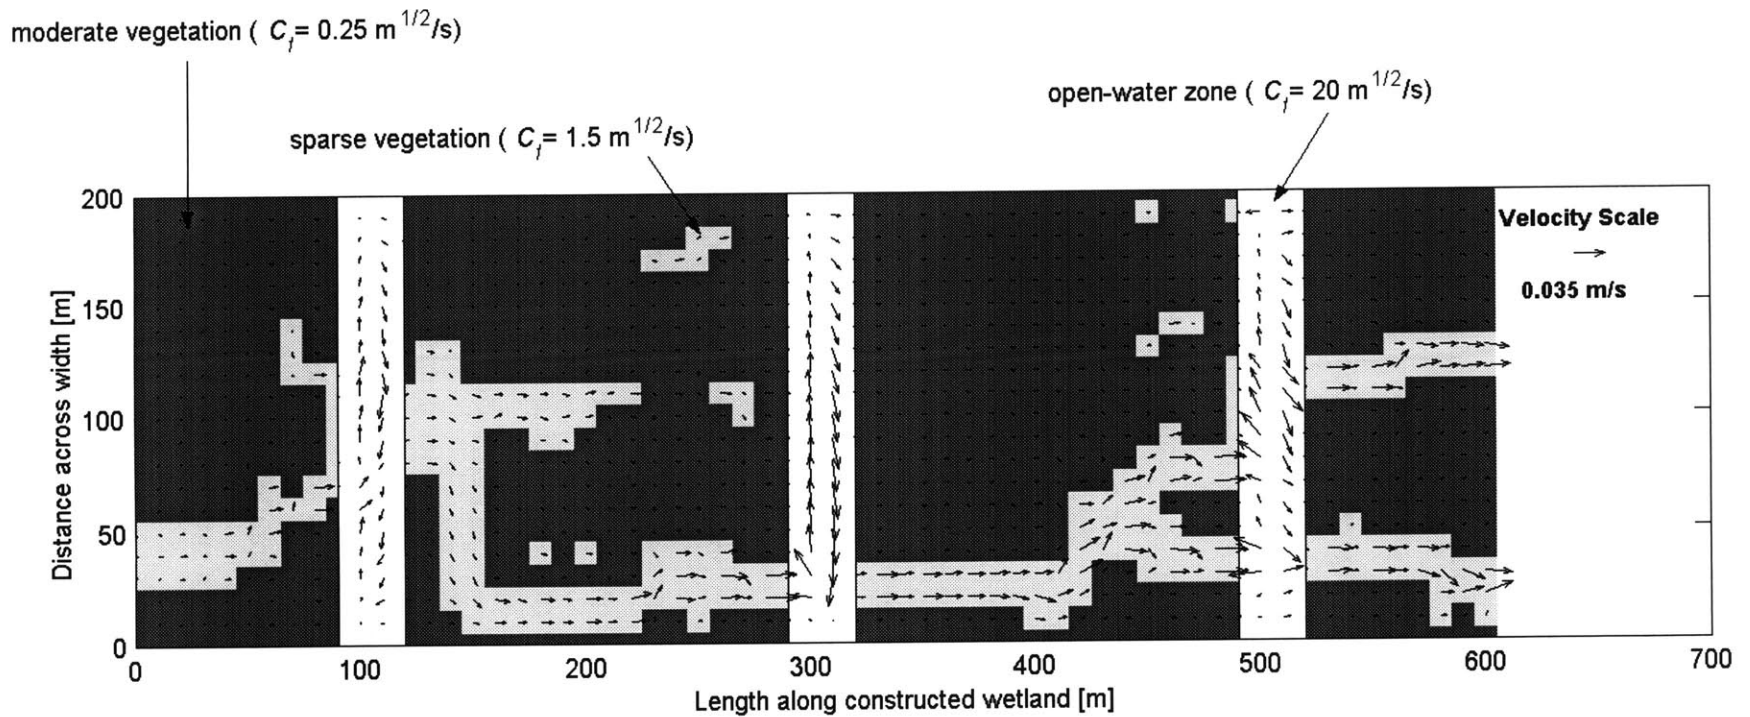 moderate vegetation ( C_f= 0.25 m^1/2/s)
open-water zone ( C_f= 20 m^1/2/s)
sparse vegetation ( C_f= 1.5 m^1/2/s)
Velocity Scale
0.035 m/s
Distance across width [m]
200
150
100
50
0
0 100 200 300 400 500 600 700
Length along constructed wetland [m]